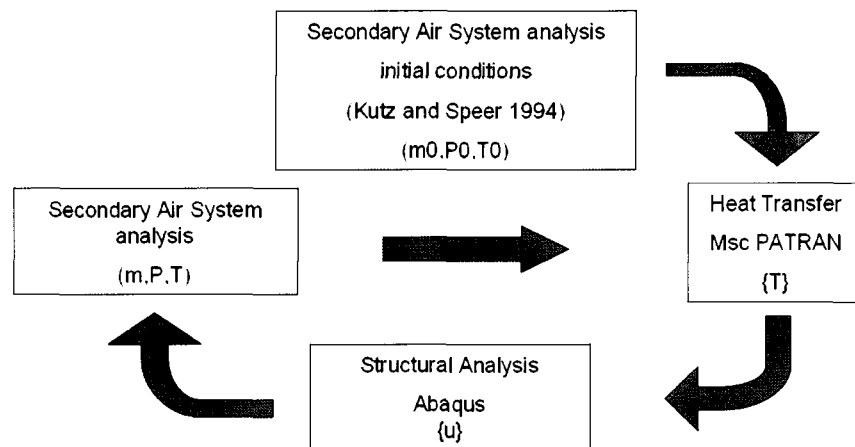 Secondary Air System analysis
initial conditions
(Kutz and Speer 1994)
(m0,P0,T0)
Secondary Air System
analysis
(m,P,T)
Heat Transfer
Msc PATRAN
{T}
Structural Analysis
Abaqus
{u}